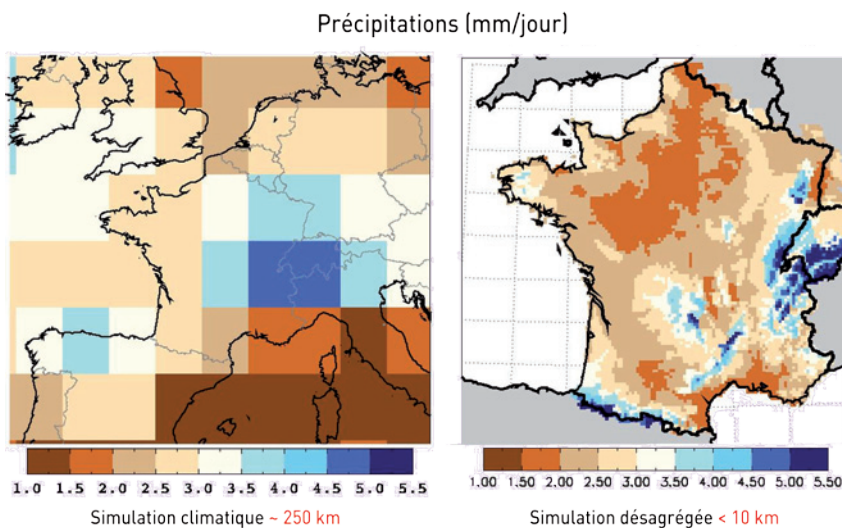 Précipitations (mm/jour)
1.0 1.5 2.0 2.5 3.0 3.5 4.0 4.5 5.0 5.5
1.00 1.50 2.00 2.50 3.00 3.50 4.00 4.50 5.00 5.50
Simulation climatique ~ 250 km
Simulation désagrégée < 10 km